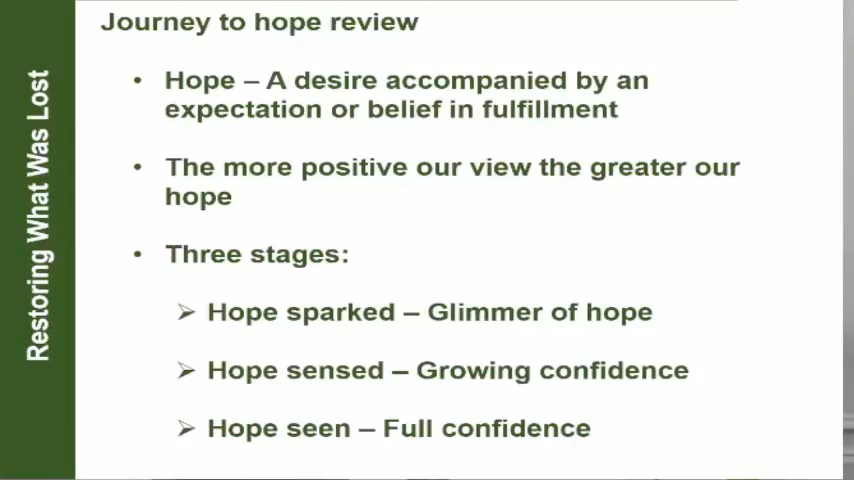 Restoring What Was Lost
Journey to hope review
• Hope – A desire accompanied by an
expectation or belief in fulfillment
• The more positive our view the greater our
hope
• Three stages:
➢ Hope sparked – Glimmer of hope
➢ Hope sensed – Growing confidence
➢ Hope seen – Full confidence